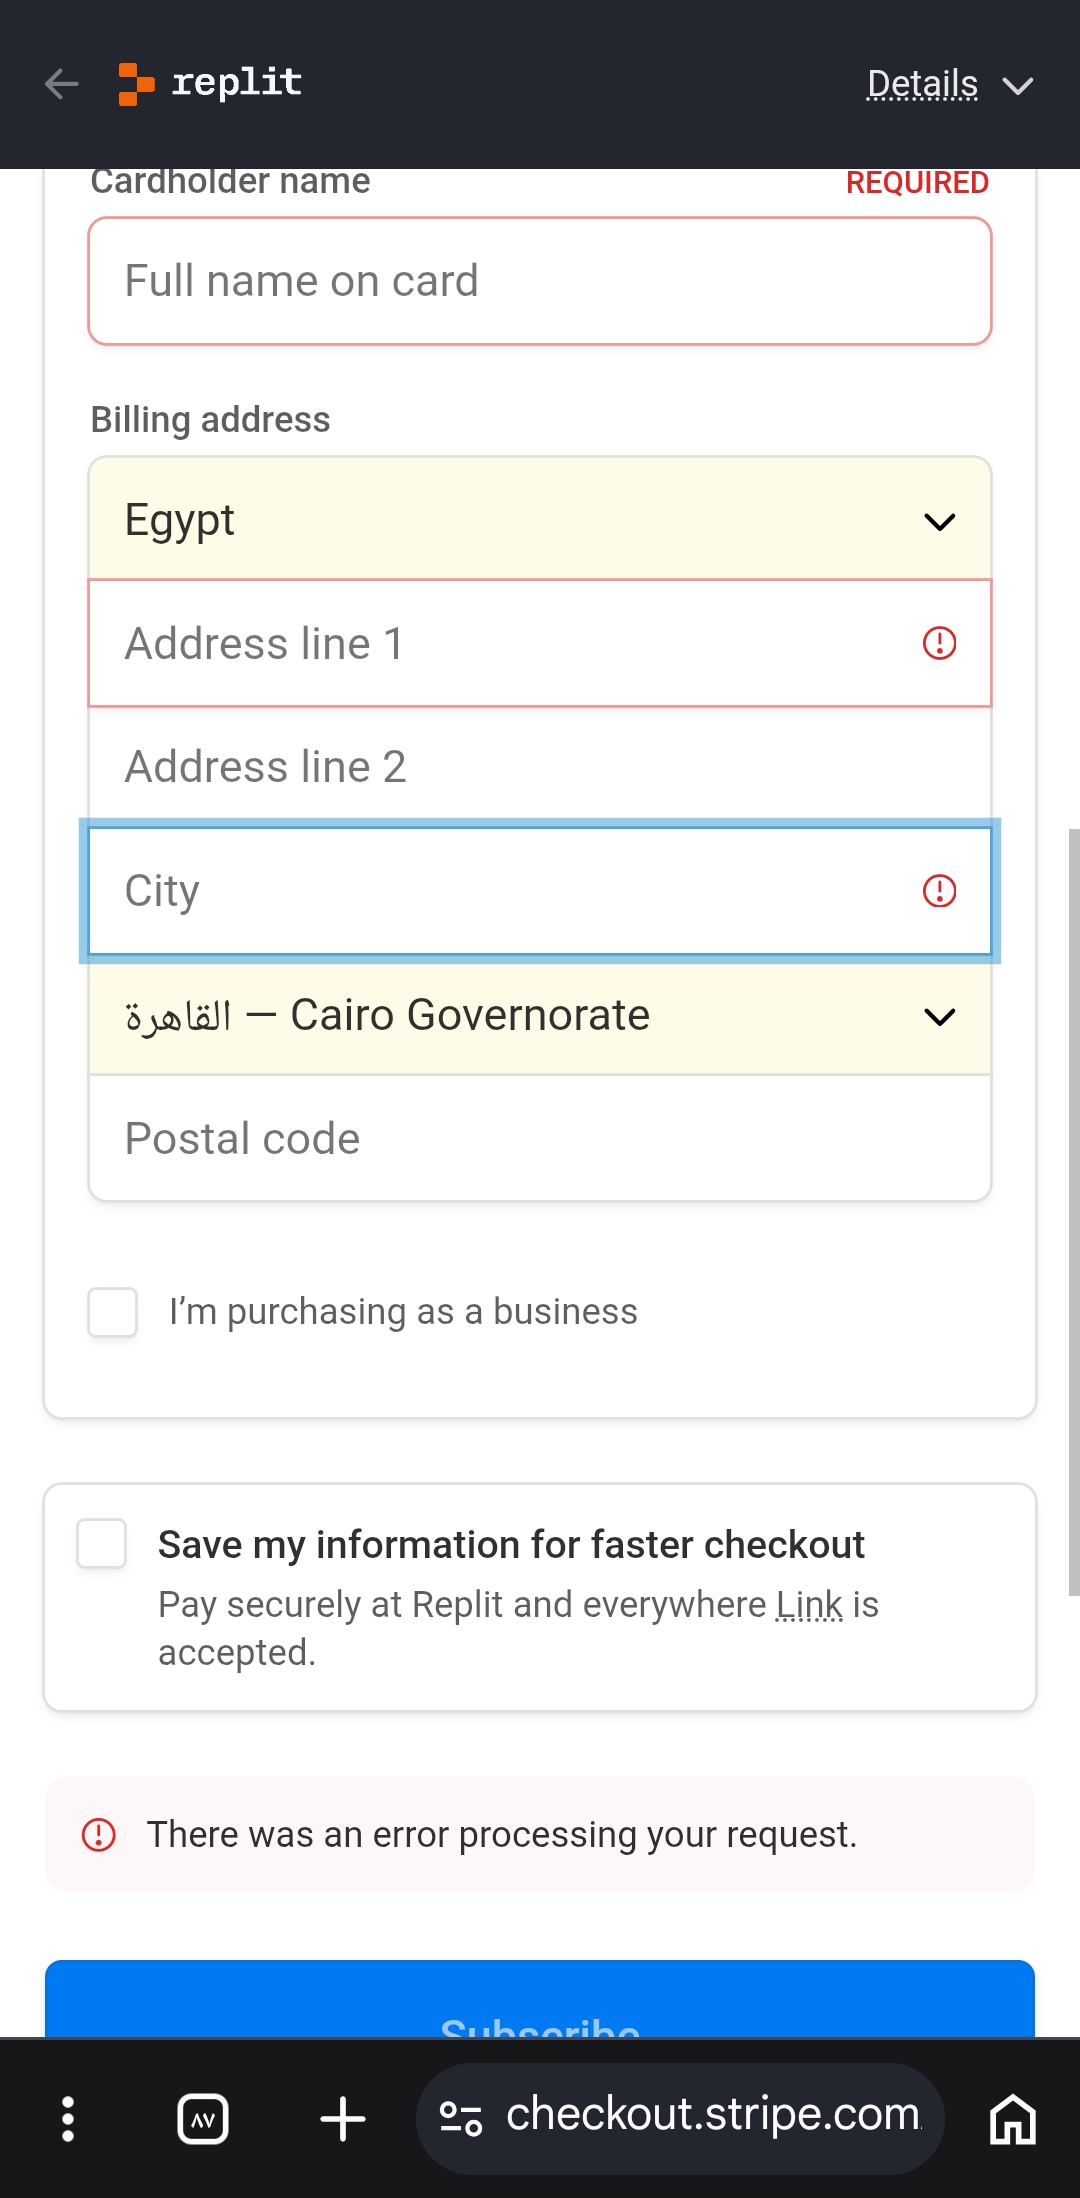 replit
Details
Cardholder name
REQUIRED
Full name on card
Billing address
Egypt
Address line 1
Address line 2
City
القاهرة — Cairo Governorate
Postal code
I’m purchasing as a business
Save my information for faster checkout
Pay securely at Replit and everywhere Link is
accepted.
There was an error processing your request.
Subscribe
checkout.stripe.com